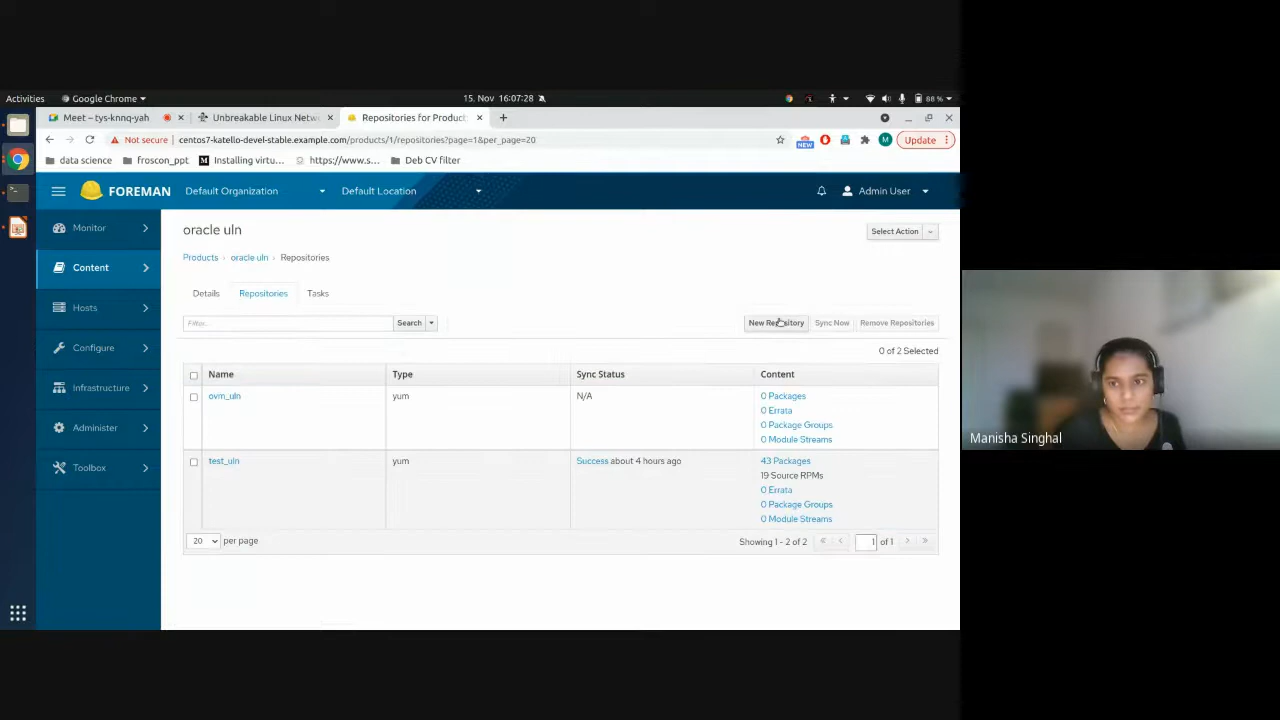 Activities Google Chrome 15. Nov 16:07:28 88 %
Meet – tys-knnq-yah Unbreakable Linux Netw Repositories for Product
Not secure centos7-katello-devel-stable.example.com/products/1/repositories?page=1&per_page=20 NEW M Update
data science froscon_ppt M Installing virtu... https://www.s... Deb CV filter
FOREMAN Default Organization Default Location Admin User
Monitor
Content
Hosts
Configure
Infrastructure
Administer
Toolbox
oracle uln Select Action
Products oracle uln Repositories
Details Repositories Tasks
Filter... Search New Repository Sync Now Remove Repositories
0 of 2 Selected
Name Type Sync Status Content
ovm_uln yum N/A 0 Packages
0 Errata
0 Package Groups
0 Module Streams
test_uln yum Success about 4 hours ago 43 Packages
19 Source RPMs
0 Errata
0 Package Groups
0 Module Streams
20 per page Showing 1 - 2 of 2 « ‹ 1 of 1 › »
Manisha Singhal